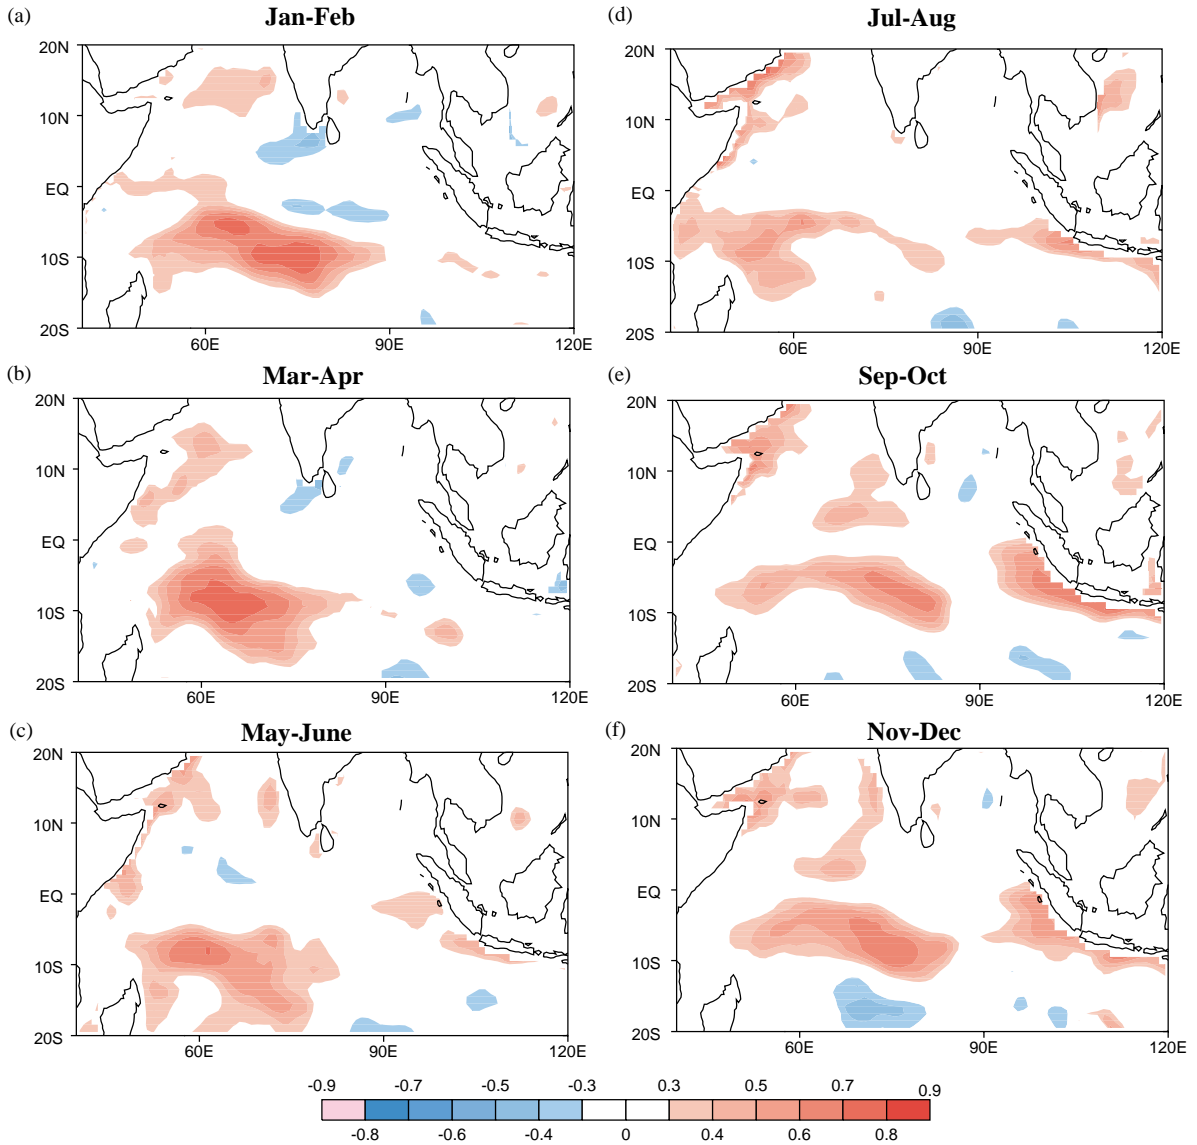 (a)
Jan-Feb
20N
10N
EQ
10S
20S
60E
90E
120E
(b)
Mar-Apr
20N
10N
EQ
10S
20S
60E
90E
120E
(c)
May-June
20N
10N
EQ
10S
20S
60E
90E
120E
(d)
Jul-Aug
20N
10N
EQ
10S
20S
60E
90E
120E
(e)
Sep-Oct
20N
10N
EQ
10S
20S
60E
90E
120E
(f)
Nov-Dec
20N
10N
EQ
10S
20S
60E
90E
120E
-0.9 -0.7 -0.5 -0.3 0.3 0.5 0.7 0.9
-0.8 -0.6 -0.4 0 0.4 0.6 0.8